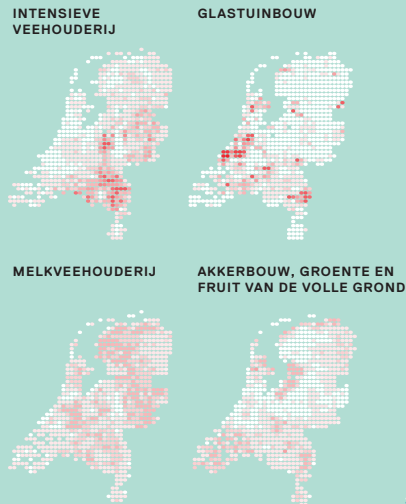 INTENSIEVE
VEEHOUDERIJ
GLASTUINBOUW
MELKVEEHOUDERIJ
AKKERBOUW, GROENTE EN
FRUIT VAN DE VOLLE GROND